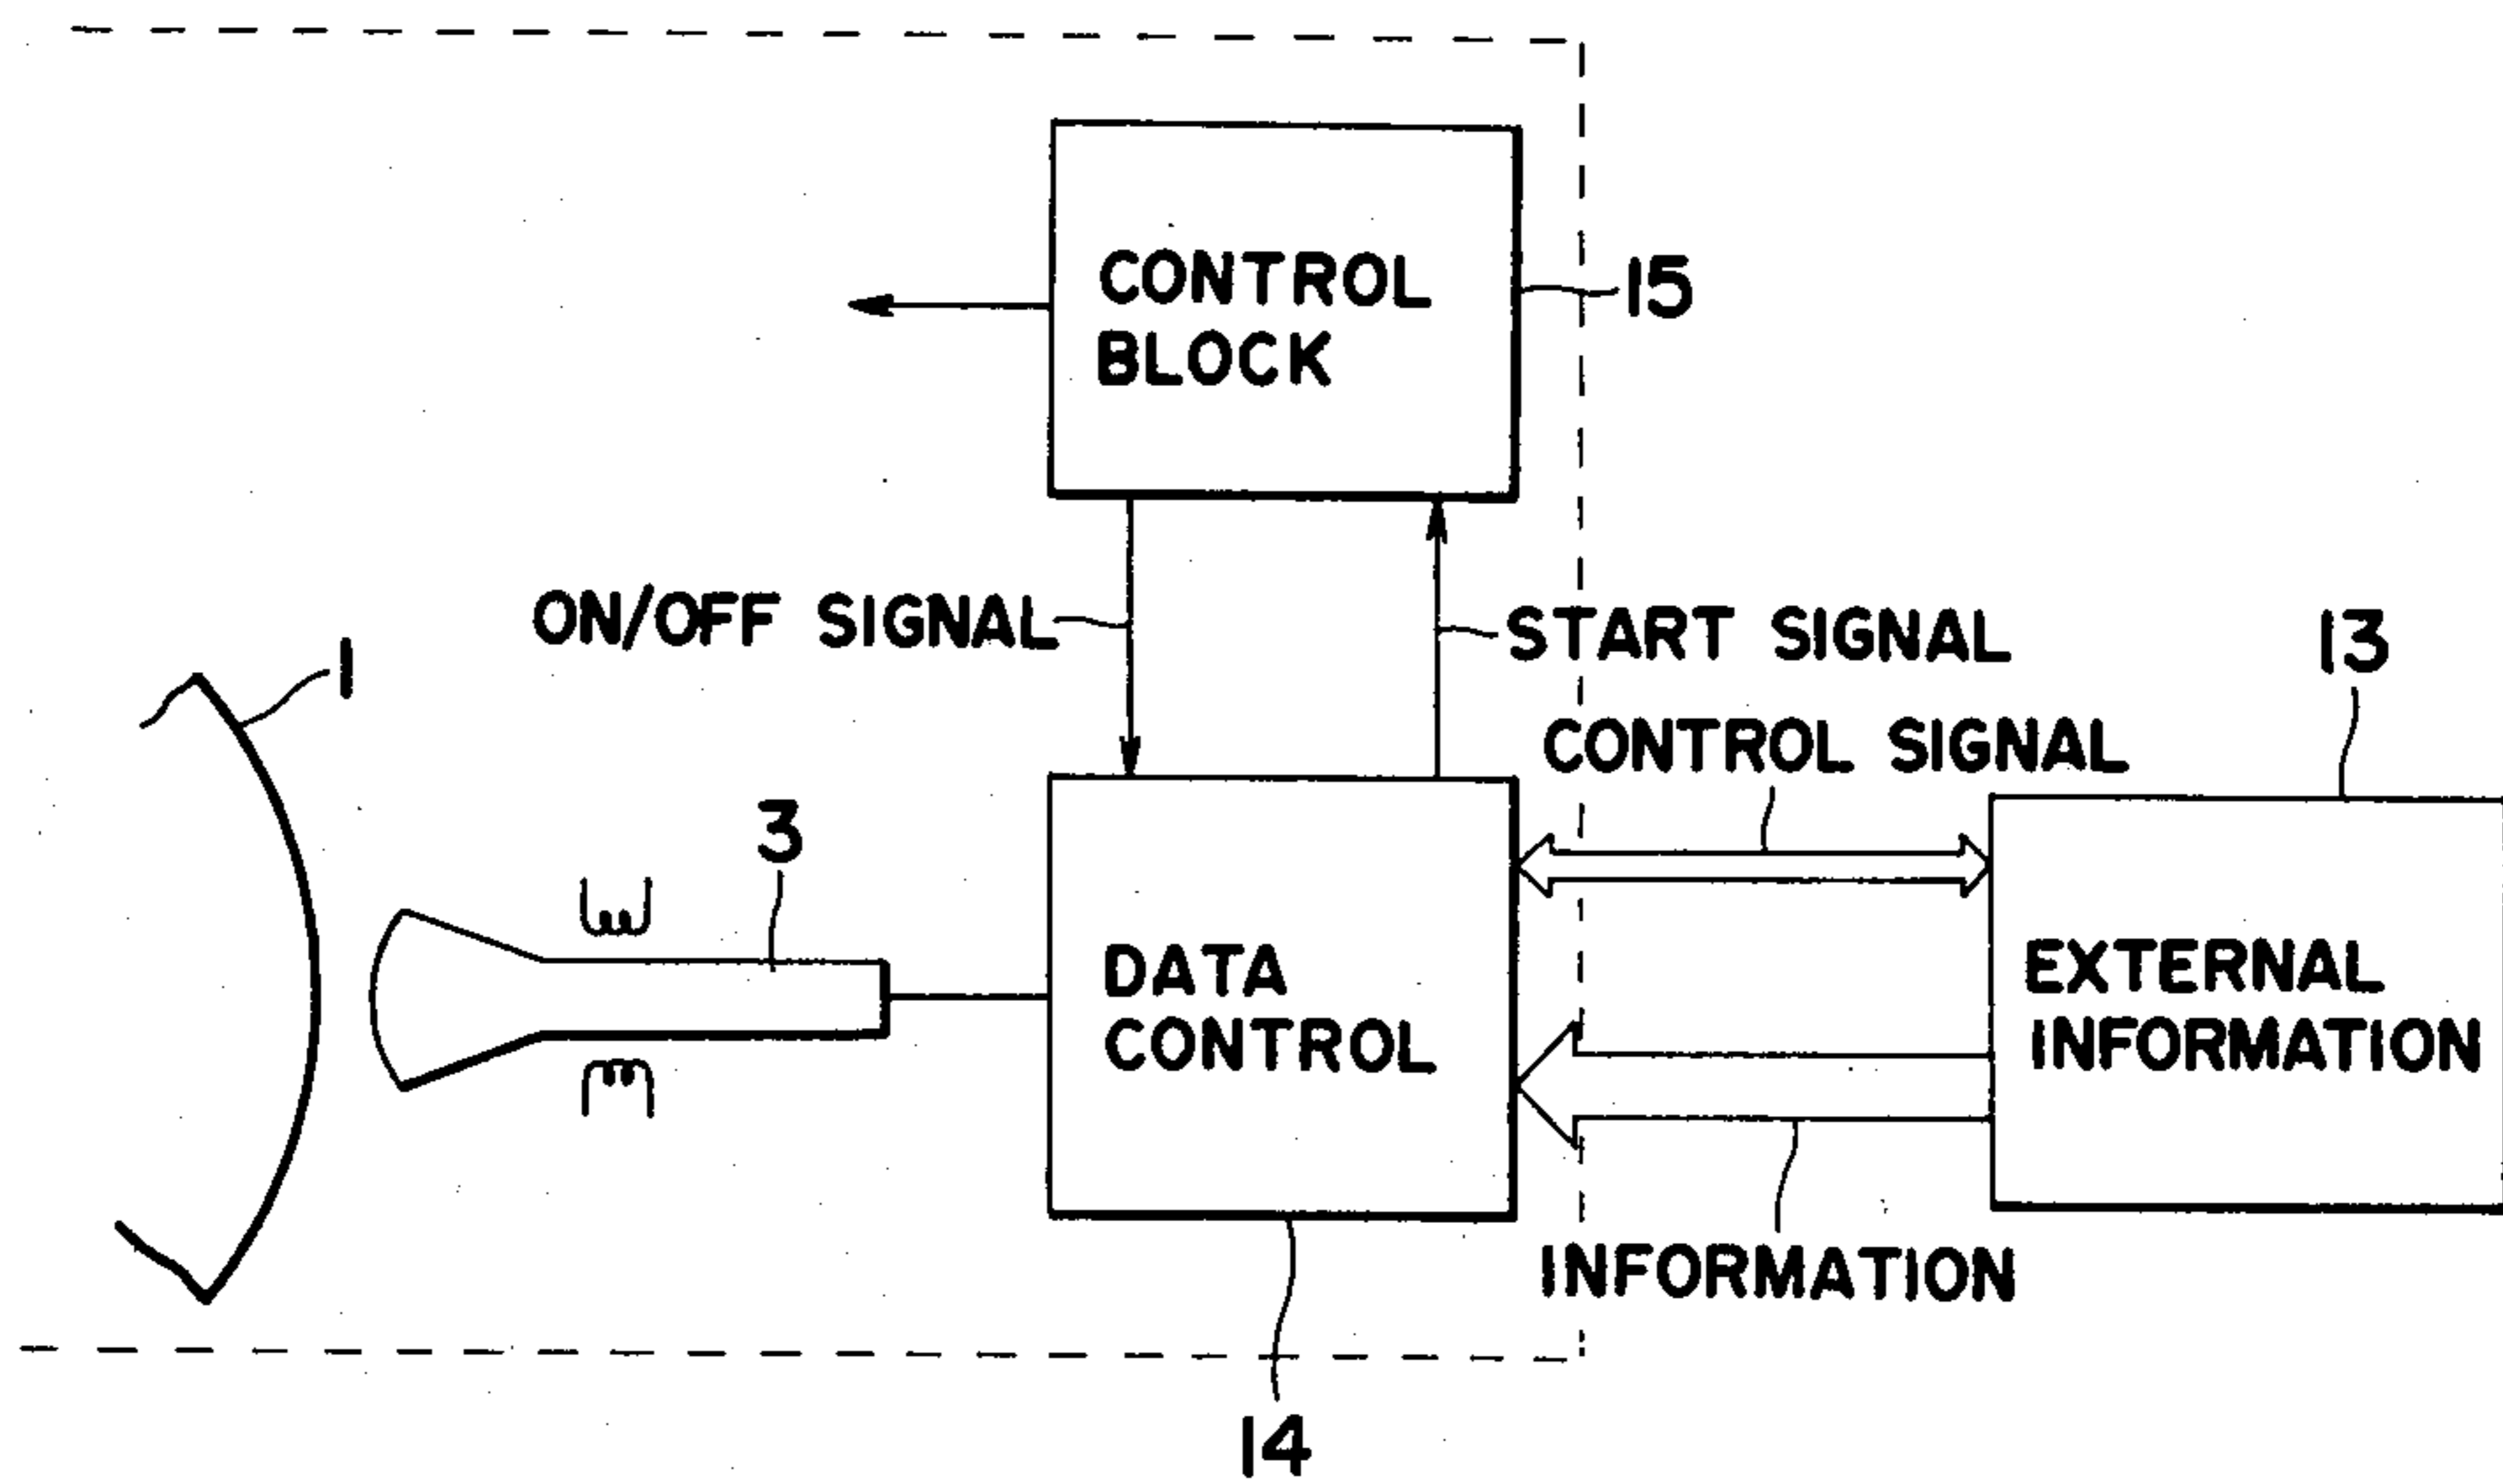 CONTROL
BLOCK
15
ON/OFF SIGNAL
START SIGNAL
1
13
CONTROL SIGNAL
3
DATA
CONTROL
EXTERNAL
INFORMATION
INFORMATION
14